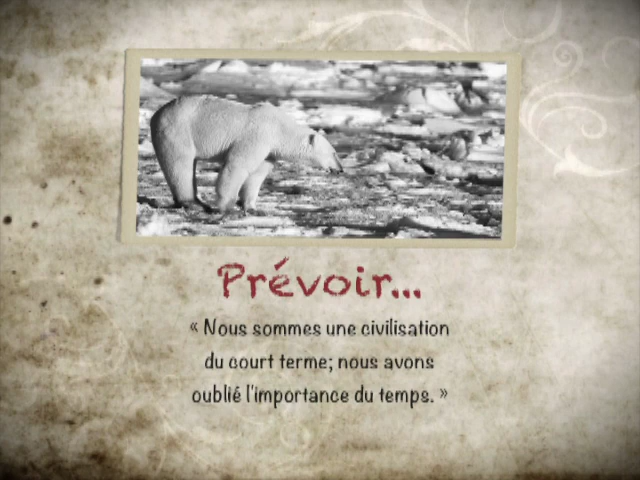 Prévoir...
« Nous sommes une civilisation
du court terme; nous avons
oublié l'importance du temps. »